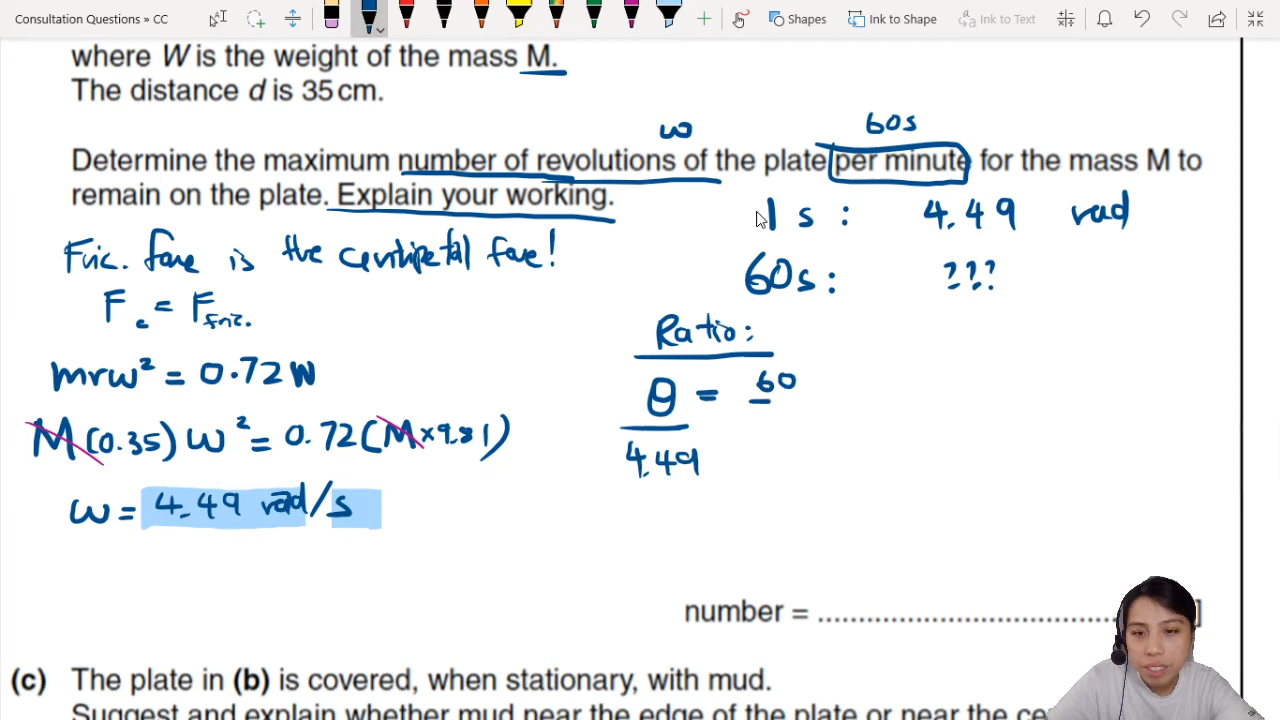 Consultation Questions » CC
Shapes
Ink to Shape
Ink to Text
where W is the weight of the mass M.
The distance d is 35 cm.
ω
60s
Determine the maximum number of revolutions of the plate per minute for the mass M to
remain on the plate. Explain your working.
1 s : 4.49 rad
60s : ???
Fric. force is the centripetal force!
Fc = Ffric.
Ratio:
mrω² = 0.72 W
θ = 60
4.49
M(0.35) ω² = 0.72(M×9.81)
ω = 4.49 rad/s
number = ........................................ ]
(c) The plate in (b) is covered, when stationary, with mud.
Suggest and explain whether mud near the edge of the plate or near the ce